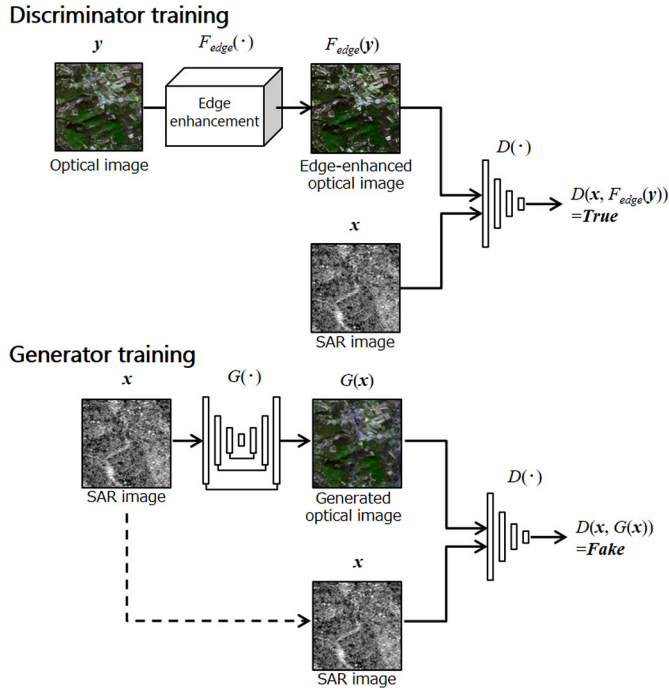 Discriminator training
y
F_edge(·)
F_edge(y)
Edge
enhancement
Optical image
Edge-enhanced
optical image
D(·)
D(x, F_edge(y))
=True
x
SAR image
Generator training
x
G(·)
G(x)
SAR image
Generated
optical image
D(·)
D(x, G(x))
=Fake
x
SAR image